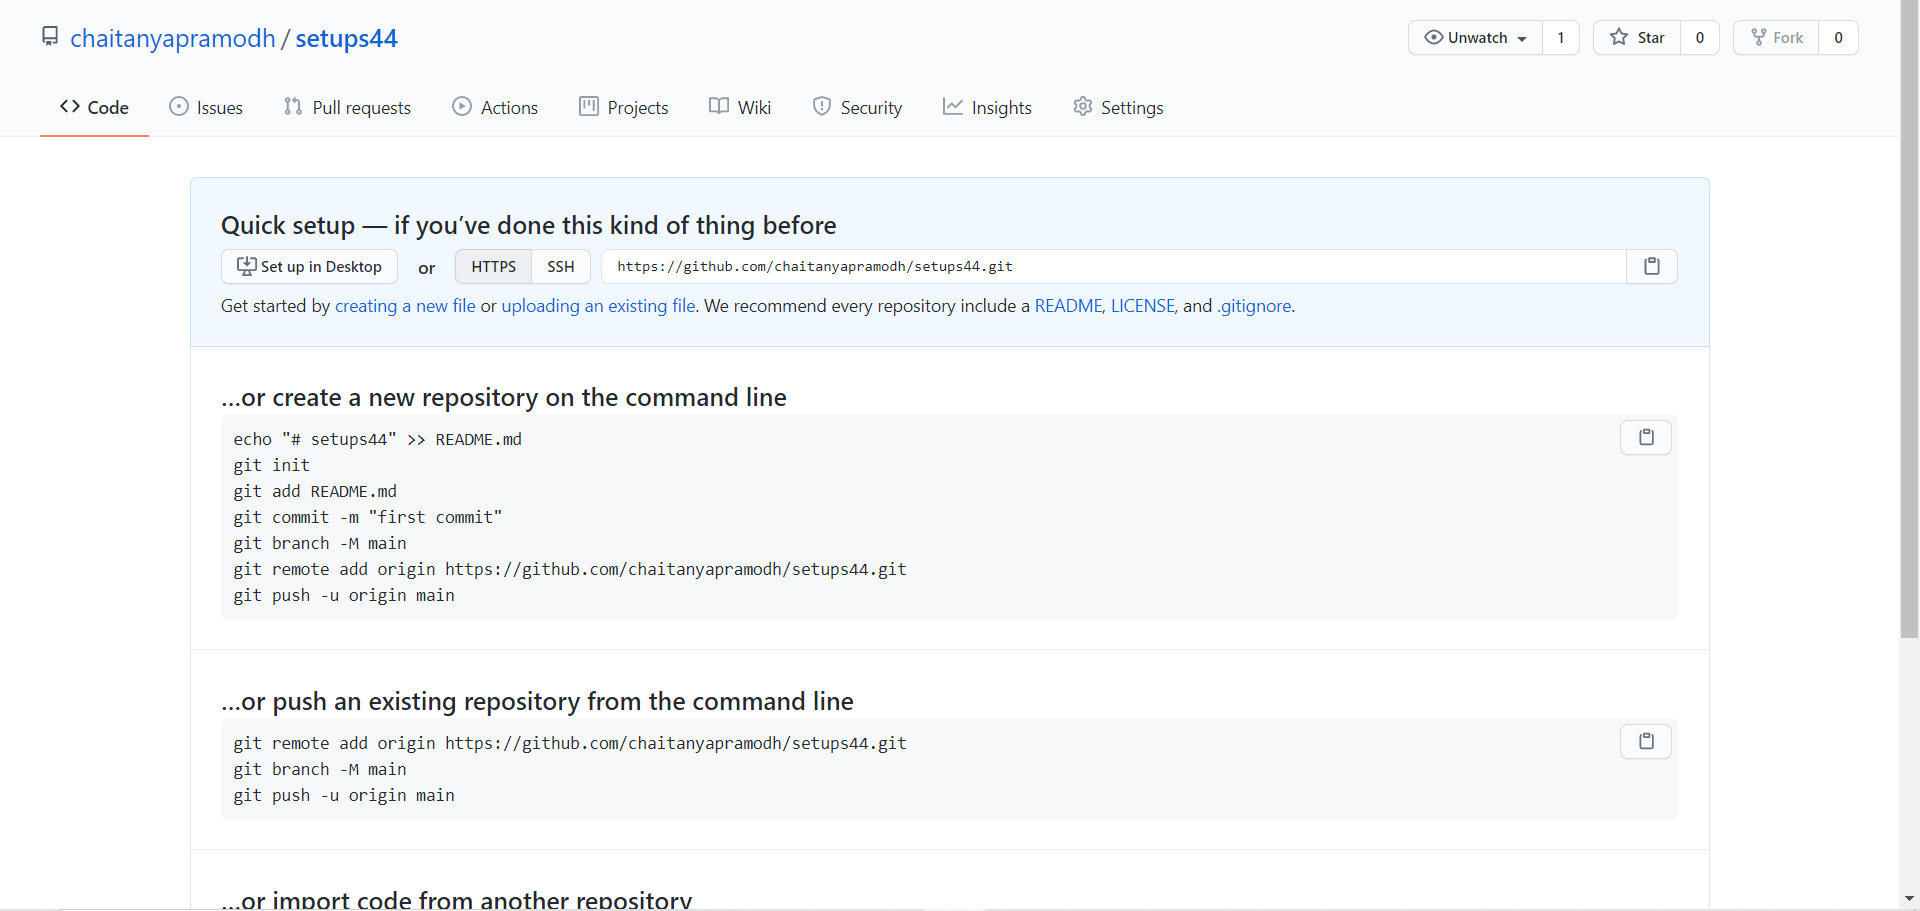 chaitanyapramodh / setups44
Unwatch 1 Star 0 Fork 0
Code Issues Pull requests Actions Projects Wiki Security Insights Settings
Quick setup — if you’ve done this kind of thing before
Set up in Desktop or HTTPS SSH https://github.com/chaitanyapramodh/setups44.git
Get started by creating a new file or uploading an existing file. We recommend every repository include a README, LICENSE, and .gitignore.
…or create a new repository on the command line
echo "# setups44" >> README.md
git init
git add README.md
git commit -m "first commit"
git branch -M main
git remote add origin https://github.com/chaitanyapramodh/setups44.git
git push -u origin main
…or push an existing repository from the command line
git remote add origin https://github.com/chaitanyapramodh/setups44.git
git branch -M main
git push -u origin main
…or import code from another repository